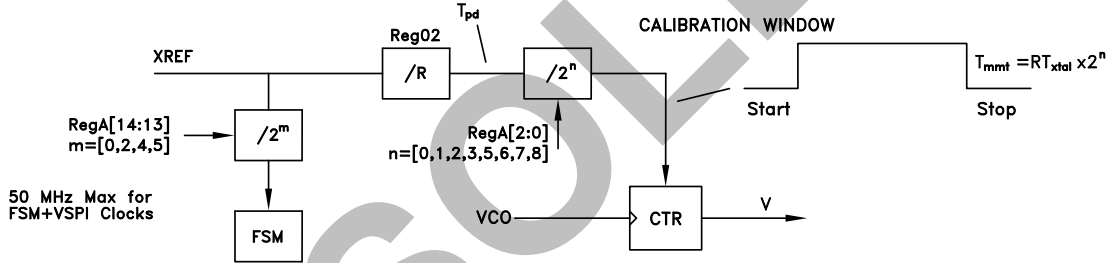 XREF
Reg02
/R
T_pd
/2^n
CALIBRATION WINDOW
T_mmt = RT_xtal x 2^n
Start
Stop
RegA[14:13]
m=[0,2,4,5]
/2^m
RegA[2:0]
n=[0,1,2,3,5,6,7,8]
50 MHz Max for
FSM+VSPI Clocks
FSM
VCO
CTR
V